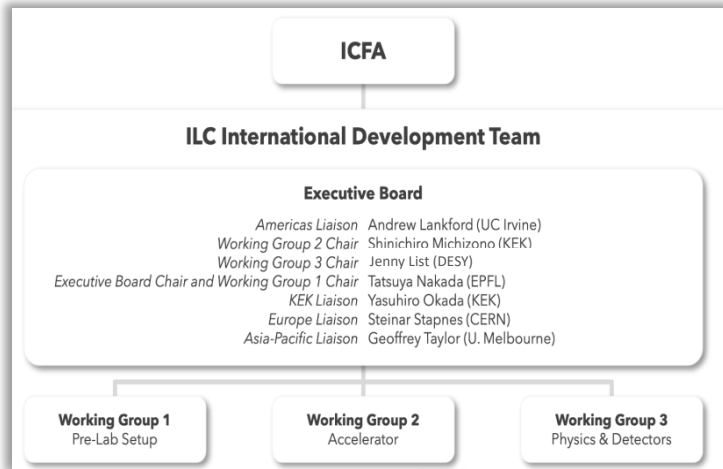 ICFA
ILC International Development Team
Executive Board
Americas Liaison Andrew Lankford (UC Irvine)
Working Group 2 Chair Shinichiro Michizono (KEK)
Working Group 3 Chair Jenny List (DESY)
Executive Board Chair and Working Group 1 Chair Tatsuya Nakada (EPFL)
KEK Liaison Yasuhiro Okada (KEK)
Europe Liaison Steinar Stapnes (CERN)
Asia-Pacific Liaison Geoffrey Taylor (U. Melbourne)
Working Group 1
Pre-Lab Setup
Working Group 2
Accelerator
Working Group 3
Physics & Detectors